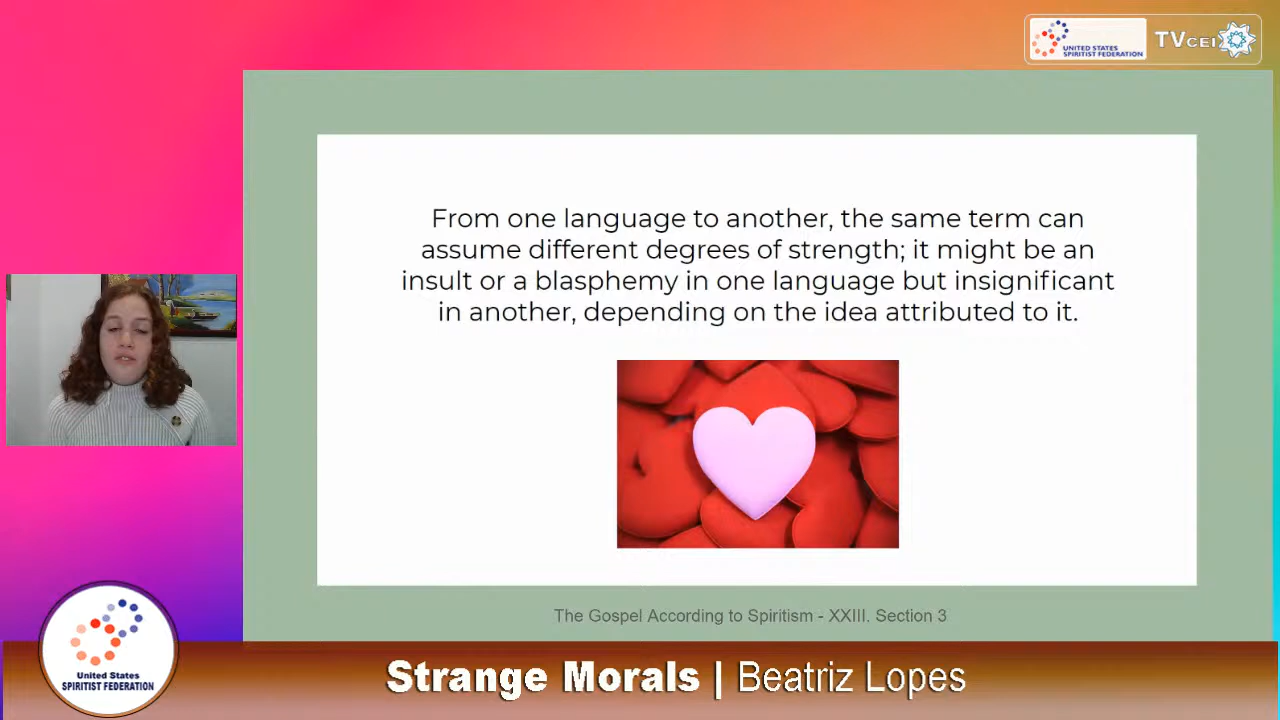 UNITED STATES
SPIRITIST FEDERATION
TVCEI
From one language to another, the same term can
assume different degrees of strength; it might be an
insult or a blasphemy in one language but insignificant
in another, depending on the idea attributed to it.
The Gospel According to Spiritism - XXIII. Section 3
United States
SPIRITIST FEDERATION
Strange Morals | Beatriz Lopes